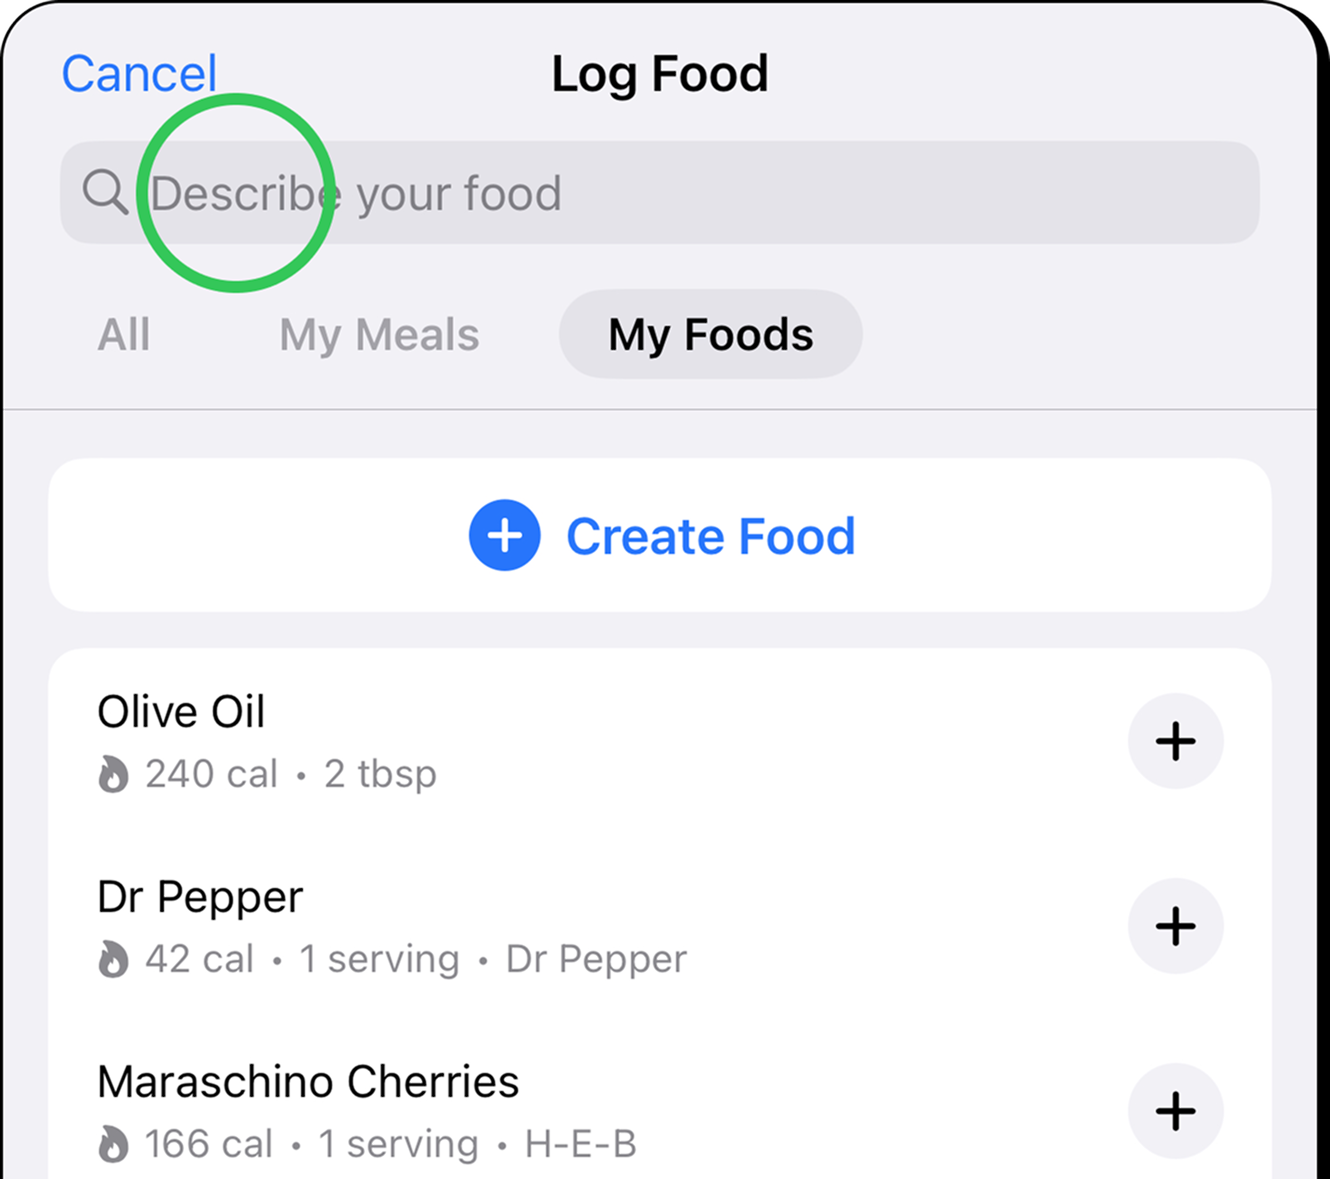 Cancel
Log Food
Describe your food
All
My Meals
My Foods
Create Food
Olive Oil
240 cal • 2 tbsp
Dr Pepper
42 cal • 1 serving • Dr Pepper
Maraschino Cherries
166 cal • 1 serving • H-E-B